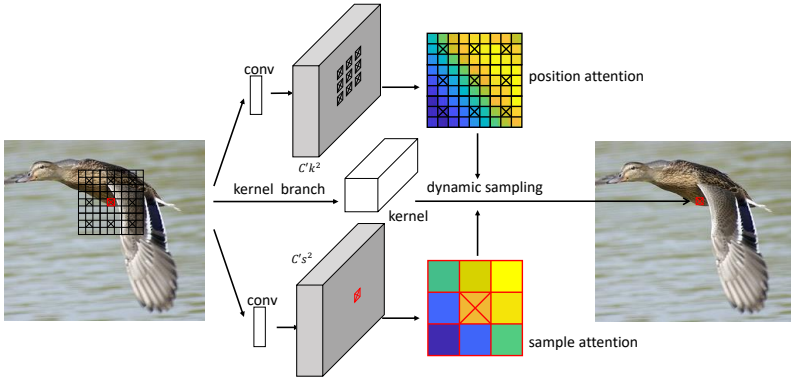 conv
position attention
C'k²
kernel branch
dynamic sampling
kernel
C's²
conv
sample attention